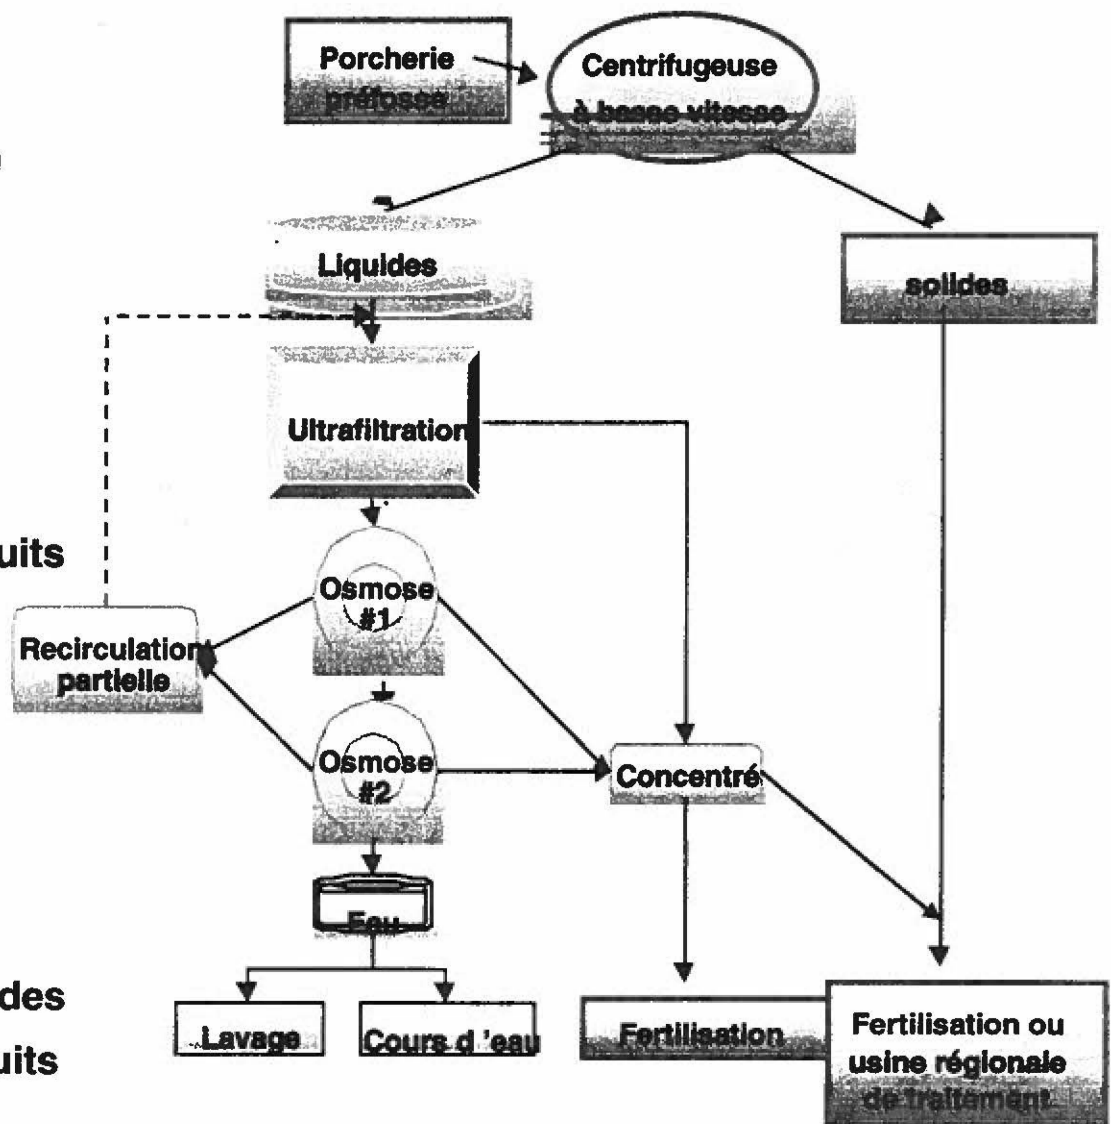 Porcherie
préfosse
Centrifugeuse
à basse vitesse
Liquides
solides
Ultrafiltration
uits
Osmose
#1
Recirculation
partielle
Osmose
#2
Concentré
Eau
des
uits
Lavage
Cours d 'eau
Fertilisation
Fertilisation ou
usine régionale
de traitement